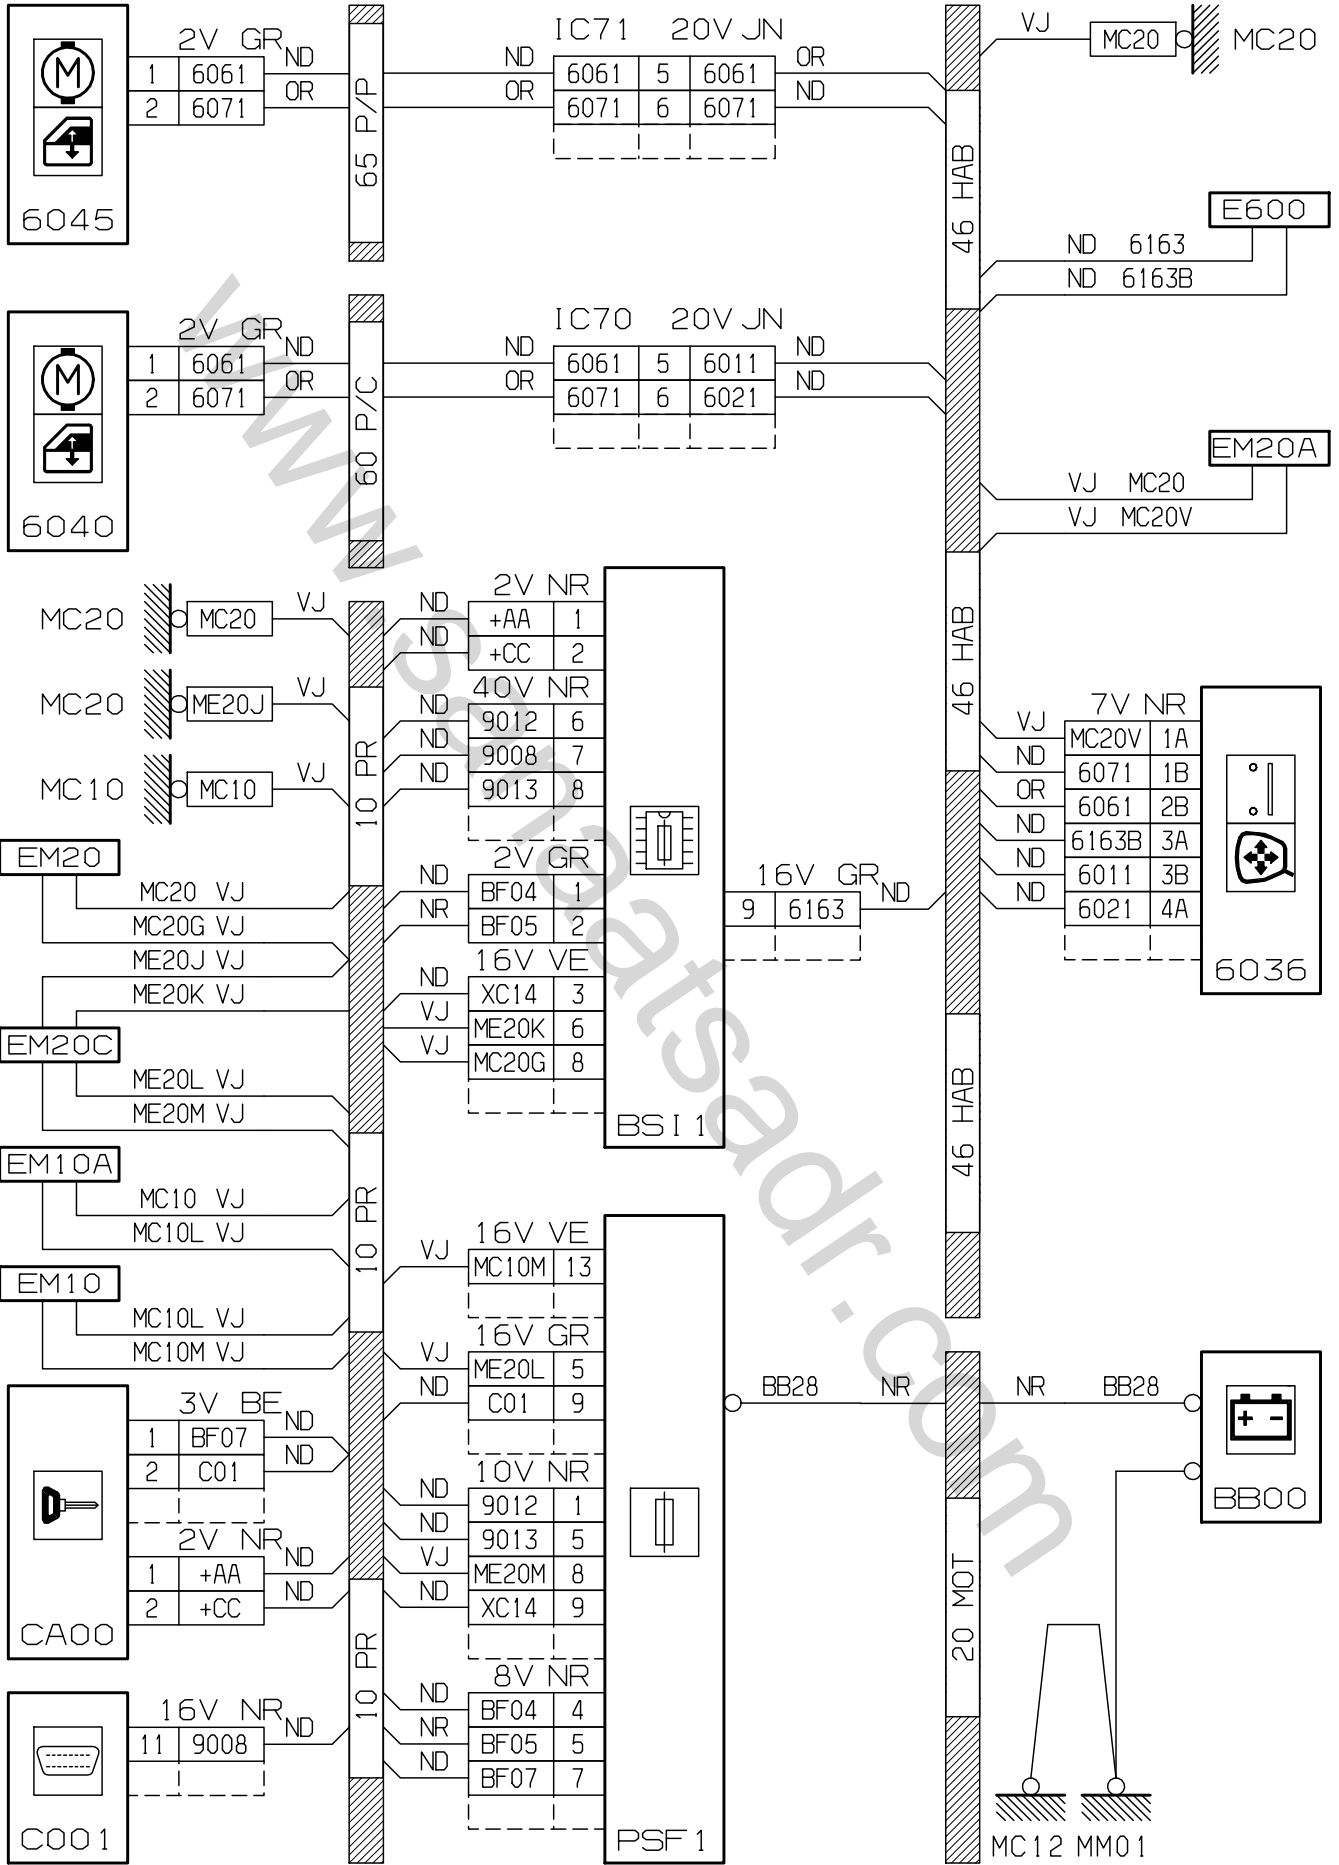 2V GR
1 6061 ND
2 6071 OR
6045
65 P/P
IC71 20V JN
ND 6061 5 6061 OR
OR 6071 6 6071 ND
46 HAB
VJ MC20 MC20
E600
ND 6163
ND 6163B
2V GR
1 6061 ND
2 6071 OR
6040
60 P/C
IC70 20V JN
ND 6061 5 6011 ND
OR 6071 6 6021 ND
EM20A
VJ MC20
VJ MC20V
46 HAB
MC20 MC20 VJ
MC20 ME20J VJ
MC10 MC10 VJ
10 PR
2V NR
ND +AA 1
ND +CC 2
40V NR
ND 9012 6
ND 9008 7
ND 9013 8
2V GR
ND BF04 1
NR BF05 2
16V VE
ND XC14 3
VJ ME20K 6
VJ MC20G 8
BSI1
16V GR
9 6163 ND
7V NR
VJ MC20V 1A
ND 6071 1B
OR 6061 2B
ND 6163B 3A
ND 6011 3B
ND 6021 4A
6036
46 HAB
EM20
MC20 VJ
MC20G VJ
ME20J VJ
ME20K VJ
EM20C
ME20L VJ
ME20M VJ
EM10A
MC10 VJ
MC10L VJ
10 PR
EM10
MC10L VJ
MC10M VJ
16V VE
VJ MC10M 13
16V GR
VJ ME20L 5
ND C01 9
10V NR
ND 9012 1
ND 9013 5
VJ ME20M 8
ND XC14 9
8V NR
ND BF04 4
NR BF05 5
ND BF07 7
PSF1
3V BE
1 BF07 ND
2 C01 ND
2V NR
1 +AA ND
2 +CC ND
CA00
10 PR
16V NR
11 9008 ND
C001
BB28 NR
NR BB28
+ -
BB00
20 MOT
MC12 MM01
www.sanaatsadr.com